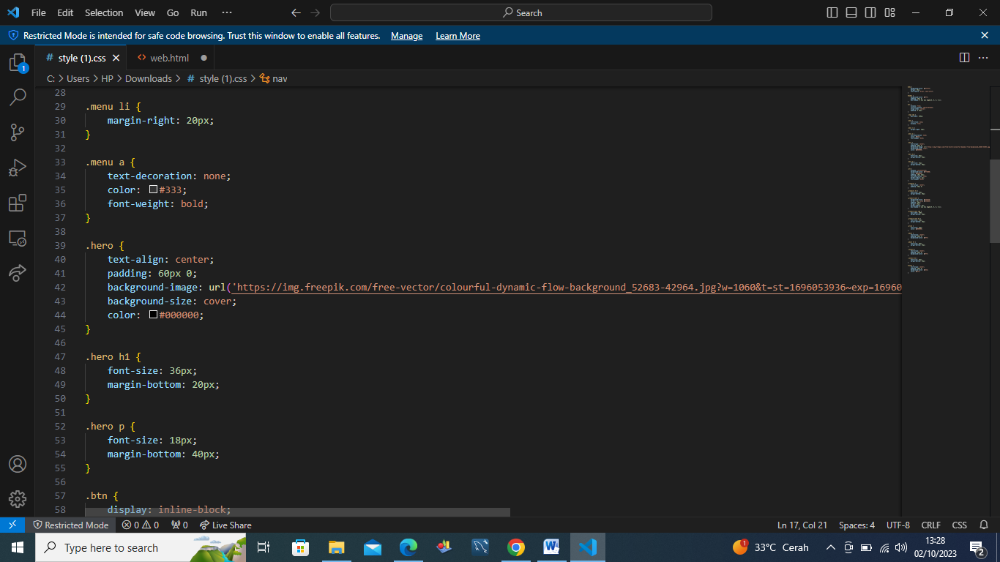 File Edit Selection View Go Run ··· Search
Restricted Mode is intended for safe code browsing. Trust this window to enable all features. Manage Learn More
# style (1).css <> web.html
C: > Users > HP > Downloads > # style (1).css > nav
28
29 .menu li {
30 margin-right: 20px;
31 }
32
33 .menu a {
34 text-decoration: none;
35 color: #333;
36 font-weight: bold;
37 }
38
39 .hero {
40 text-align: center;
41 padding: 60px 0;
42 background-image: url('https://img.freepik.com/free-vector/colourful-dynamic-flow-background_52683-42964.jpg?w=1060&t=st=1696053936~exp=16960
43 background-size: cover;
44 color: #000000;
45 }
46
47 .hero h1 {
48 font-size: 36px;
49 margin-bottom: 20px;
50 }
51
52 .hero p {
53 font-size: 18px;
54 margin-bottom: 40px;
55 }
56
57 .btn {
58 display: inline-block;
1
Restricted Mode 0 0 0 Live Share Ln 17, Col 21 Spaces: 4 UTF-8 CRLF CSS
Type here to search W 1 33°C Cerah 13:28
02/10/2023 2